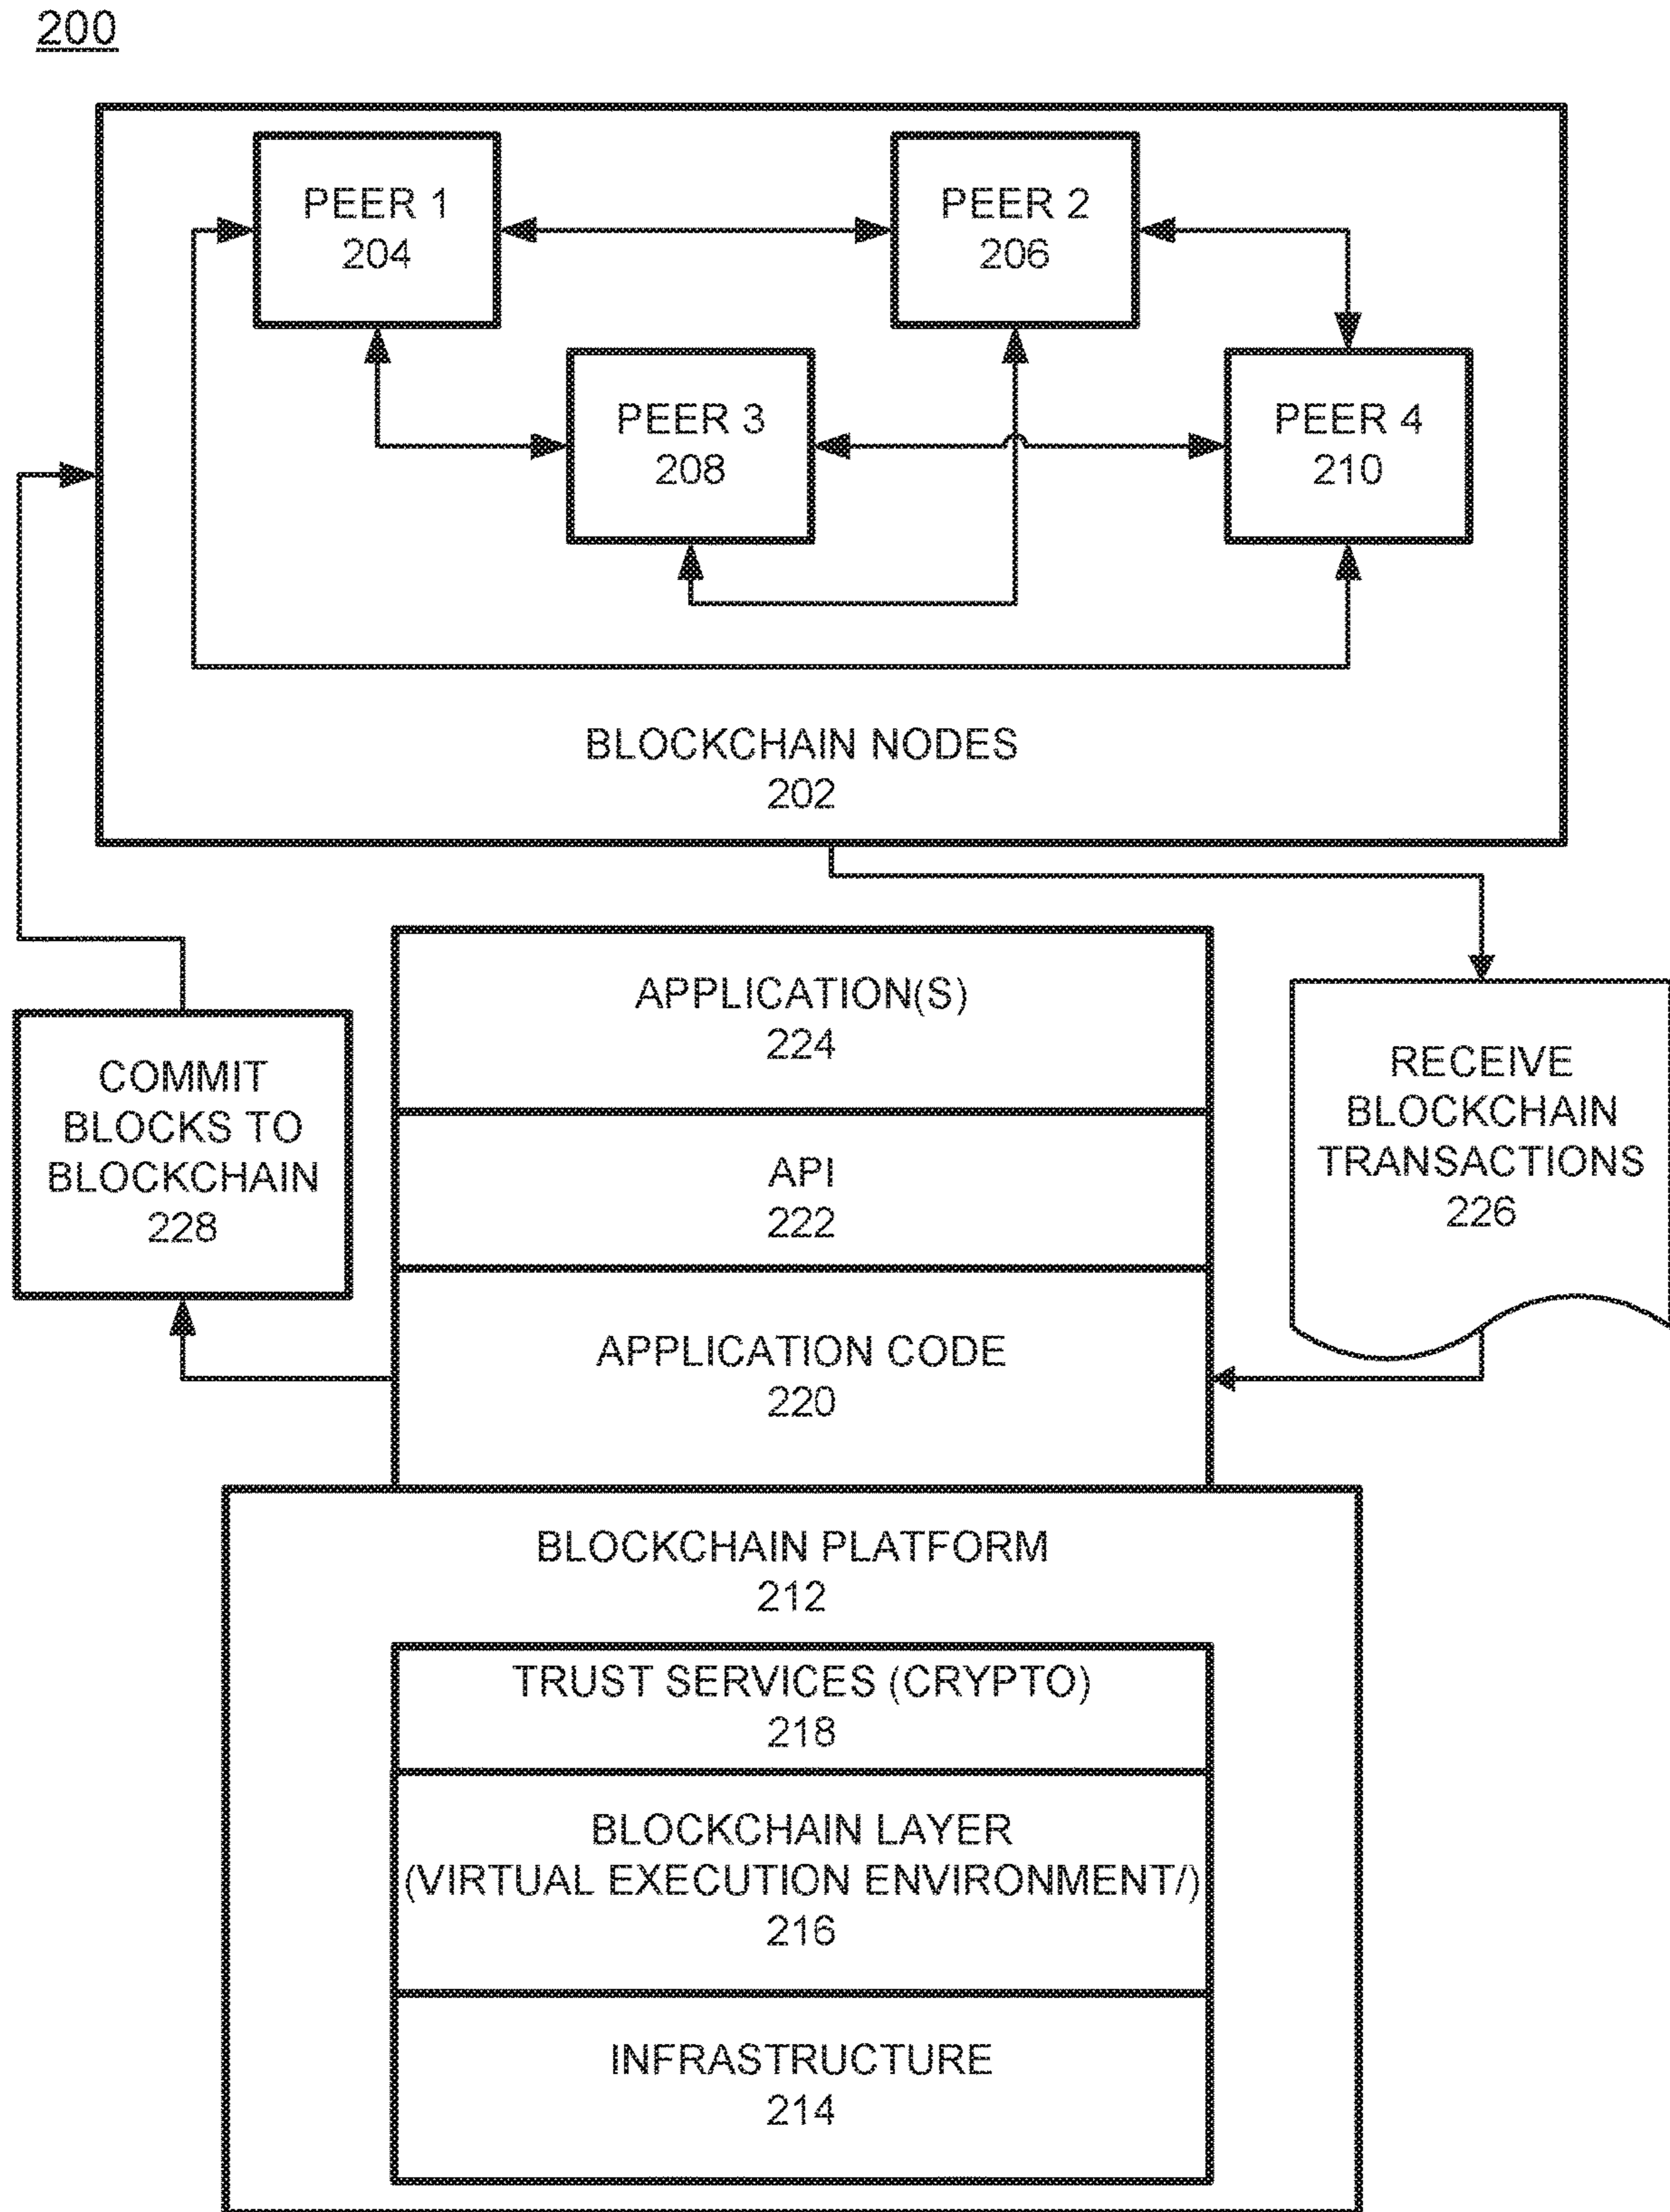 200
PEER 1
204
PEER 2
206
PEER 3
208
PEER 4
210
BLOCKCHAIN NODES
202
APPLICATION(S)
224
API
222
APPLICATION CODE
220
COMMIT
BLOCKS TO
BLOCKCHAIN
228
RECEIVE
BLOCKCHAIN
TRANSACTIONS
226
BLOCKCHAIN PLATFORM
212
TRUST SERVICES (CRYPTO)
218
BLOCKCHAIN LAYER
(VIRTUAL EXECUTION ENVIRONMENT/)
216
INFRASTRUCTURE
214